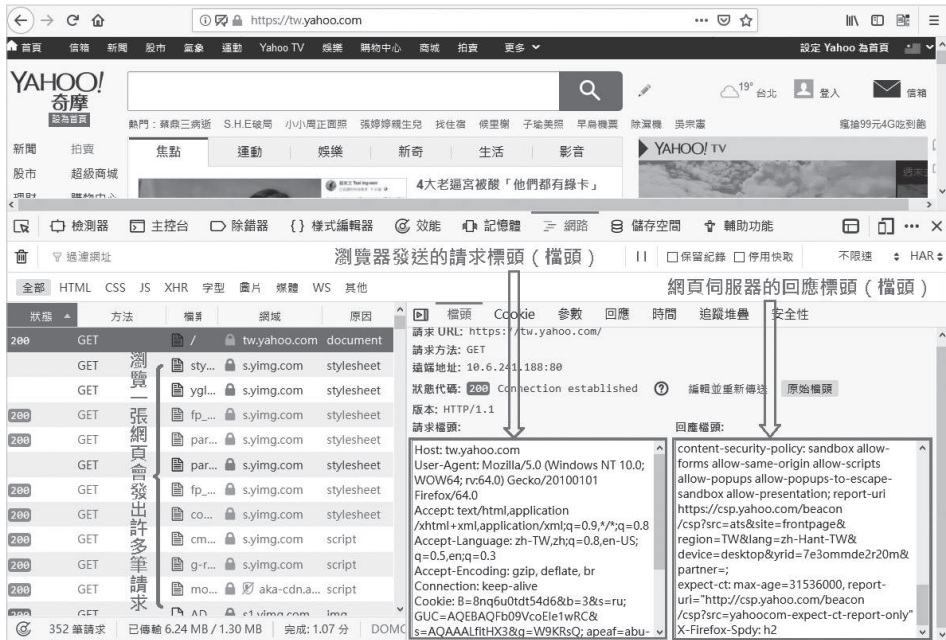 https://tw.yahoo.com
首頁 信箱 新聞 股市 氣象 運動 Yahoo TV 娛樂 購物中心 商城 拍賣 更多 設定 Yahoo 為首頁
YAHOO!
奇摩
設為首頁
19° 台北 登入 信箱
熱門：蔡鼎三病逝 S.H.E破局 小小周正面照 張婷婷親生兒 找住宿 候里樹 子瑜美照 早鳥機票 除濕機 吳宗憲 瘋搶99元4G吃到飽
新聞 拍賣
股市 超級商城
理財 購物中心
焦點 運動 娛樂 新奇 生活 影音
YAHOO! TV
4大老逼宮被酸「他們都有綠卡」
檢測器 主控台 除錯器 {} 樣式編輯器 效能 記憶體 網路 儲存空間 輔助功能
過濾網址 保留紀錄 停用快取 不限速 HAR
瀏覽器發送的請求標頭（檔頭）
全部 HTML CSS JS XHR 字型 圖片 媒體 WS 其他
網頁伺服器的回應標頭（檔頭）
狀態 方法 檔 網域 原因
檔頭 Cookie 參數 回應 時間 追蹤堆疊 安全性
200 GET / tw.yahoo.com document
GET sty... s.yimg.com stylesheet
GET ygl... s.yimg.com stylesheet
200 GET fp_... s.yimg.com stylesheet
200 GET par... s.yimg.com stylesheet
GET par... s.yimg.com stylesheet
200 GET fp_... s.yimg.com stylesheet
200 GET co... s.yimg.com stylesheet
200 GET cm... s.yimg.com script
200 GET g-r... s.yimg.com script
200 GET mo... aka-cdn.a... script
200 GET AD s1.yimg.com img
瀏覽一張網頁會發出許多筆請求
請求 URL: https://tw.yahoo.com/
請求方法: GET
遠端地址: 10.6.241.188:80
狀態代碼: 200 Connection established 編輯並重新傳送 原始檔頭
版本: HTTP/1.1
請求檔頭:
Host: tw.yahoo.com
User-Agent: Mozilla/5.0 (Windows NT 10.0;
WOW64; rv:64.0) Gecko/20100101
Firefox/64.0
Accept: text/html,application
/xhtml+xml,application/xml;q=0.9,*/*;q=0.8
Accept-Language: zh-TW,zh;q=0.8,en-US;
q=0.5,en;q=0.3
Accept-Encoding: gzip, deflate, br
Connection: keep-alive
Cookie: B=8nq6u0tdt54d6&b=3&s=ru;
GUC=AQEBAQFb09VcoEle1wRC&
s=AQAAALfltHX3&g=W9KRsQ; apeaf=abu-
回應檔頭:
content-security-policy: sandbox allow-
forms allow-same-origin allow-scripts
allow-popups allow-popups-to-escape-
sandbox allow-presentation; report-uri
https://csp.yahoo.com/beacon
/csp?src=ats&site=frontpage&
region=TW&lang=zh-Hant-TW&
device=desktop&yrid=7e3ommde2r20m&
partner=;
expect-ct: max-age=31536000, report-
uri="http://csp.yahoo.com/beacon
/csp?src=yahoocom-expect-ct-report-only"
X-Firefox-Spdy: h2
352 筆請求 已傳輸 6.24 MB / 1.30 MB 完成: 1.07 分 DOMC